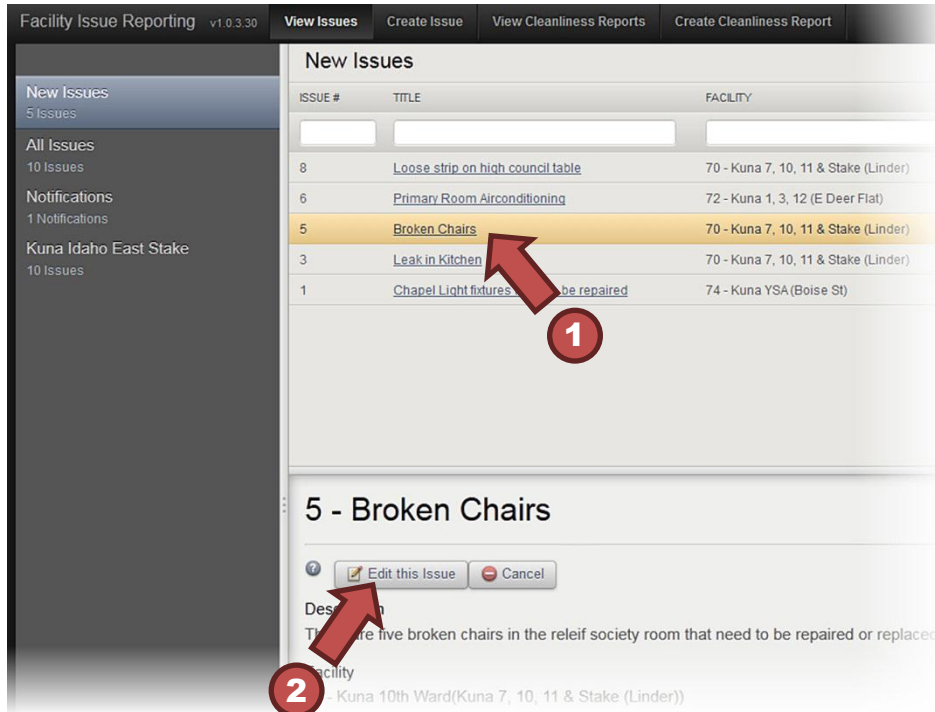 Facility Issue Reporting v1.0.3.30 View Issues Create Issue View Cleanliness Reports Create Cleanliness Report
New Issues
5 Issues
All Issues
10 Issues
Notifications
1 Notifications
Kuna Idaho East Stake
10 Issues
New Issues
ISSUE # TITLE FACILITY
8 Loose strip on high council table 70 - Kuna 7, 10, 11 & Stake (Linder)
6 Primary Room Airconditioning 72 - Kuna 1, 3, 12 (E Deer Flat)
5 Broken Chairs 70 - Kuna 7, 10, 11 & Stake (Linder)
3 Leak in Kitchen 70 - Kuna 7, 10, 11 & Stake (Linder)
1 Chapel Light fixtures be repaired 74 - Kuna YSA (Boise St)
1
5 - Broken Chairs
Edit this Issue Cancel
five broken chairs in the releif society room that need to be repaired or replaced
Facility
2 - Kuna 10th Ward(Kuna 7, 10, 11 & Stake (Linder))